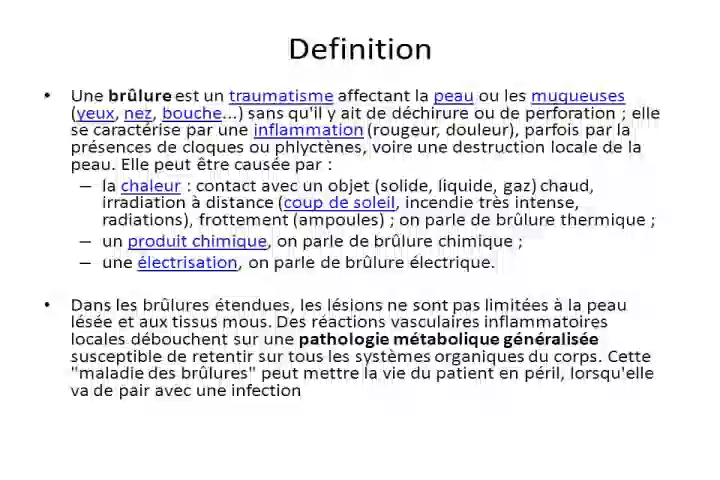 Definition
• Une brûlure est un traumatisme affectant la peau ou les muqueuses
(yeux, nez, bouche...) sans qu'il y ait de déchirure ou de perforation ; elle
se caractérise par une inflammation (rougeur, douleur), parfois par la
présences de cloques ou phlyctènes, voire une destruction locale de la
peau. Elle peut être causée par :
– la chaleur : contact avec un objet (solide, liquide, gaz) chaud,
irradiation à distance (coup de soleil, incendie très intense,
radiations), frottement (ampoules) ; on parle de brûlure thermique ;
– un produit chimique, on parle de brûlure chimique ;
– une électrisation, on parle de brûlure électrique.
• Dans les brûlures étendues, les lésions ne sont pas limitées à la peau
lésée et aux tissus mous. Des réactions vasculaires inflammatoires
locales débouchent sur une pathologie métabolique généralisée
susceptible de retentir sur tous les systèmes organiques du corps. Cette
"maladie des brûlures" peut mettre la vie du patient en péril, lorsqu'elle
va de pair avec une infection